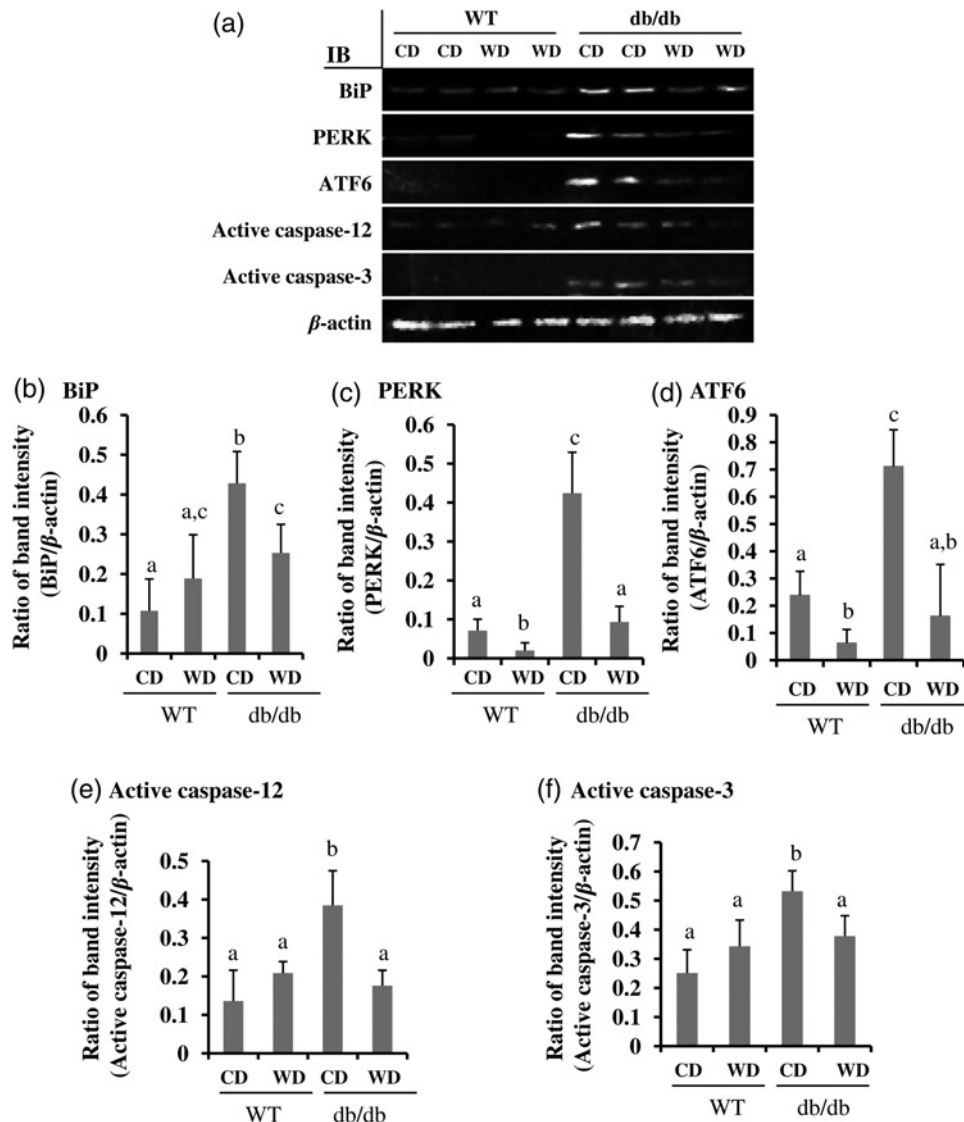 (a)
WT db/db
IB CD CD WD WD CD CD WD WD
BiP
PERK
ATF6
Active caspase-12
Active caspase-3
β-actin
(b) BiP
Ratio of band intensity
(BiP/β-actin)
0.6
0.5
0.4
0.3
0.2
0.1
0
a
a,c
b
c
CD WD CD WD
WT db/db
(c) PERK
Ratio of band intensity
(PERK/β-actin)
0.6
0.5
0.4
0.3
0.2
0.1
0
a
b
c
a
CD WD CD WD
WT db/db
(d) ATF6
Ratio of band intensity
(ATF6/β-actin)
0.9
0.8
0.7
0.6
0.5
0.4
0.3
0.2
0.1
0
a
b
c
a,b
CD WD CD WD
WT db/db
(e) Active caspase-12
Ratio of band intensity
(Active caspase-12/β-actin)
0.5
0.4
0.3
0.2
0.1
0
a
a
b
a
CD WD CD WD
WT db/db
(f) Active caspase-3
Ratio of band intensity
(Active caspase-3/β-actin)
0.7
0.6
0.5
0.4
0.3
0.2
0.1
0
a
a
b
a
CD WD CD WD
WT db/db